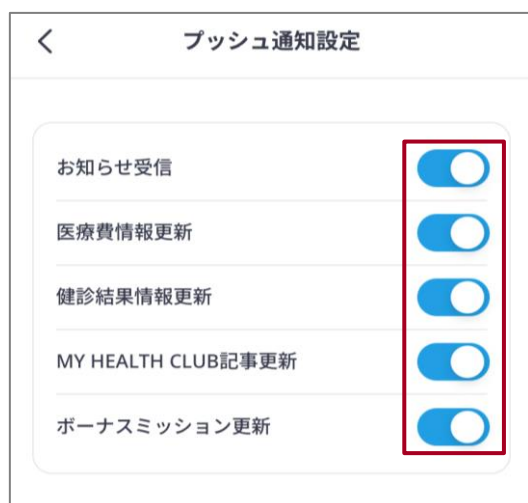 プッシュ通知設定
お知らせ受信
医療費情報更新
健診結果情報更新
MY HEALTH CLUB記事更新
ボーナスミッション更新